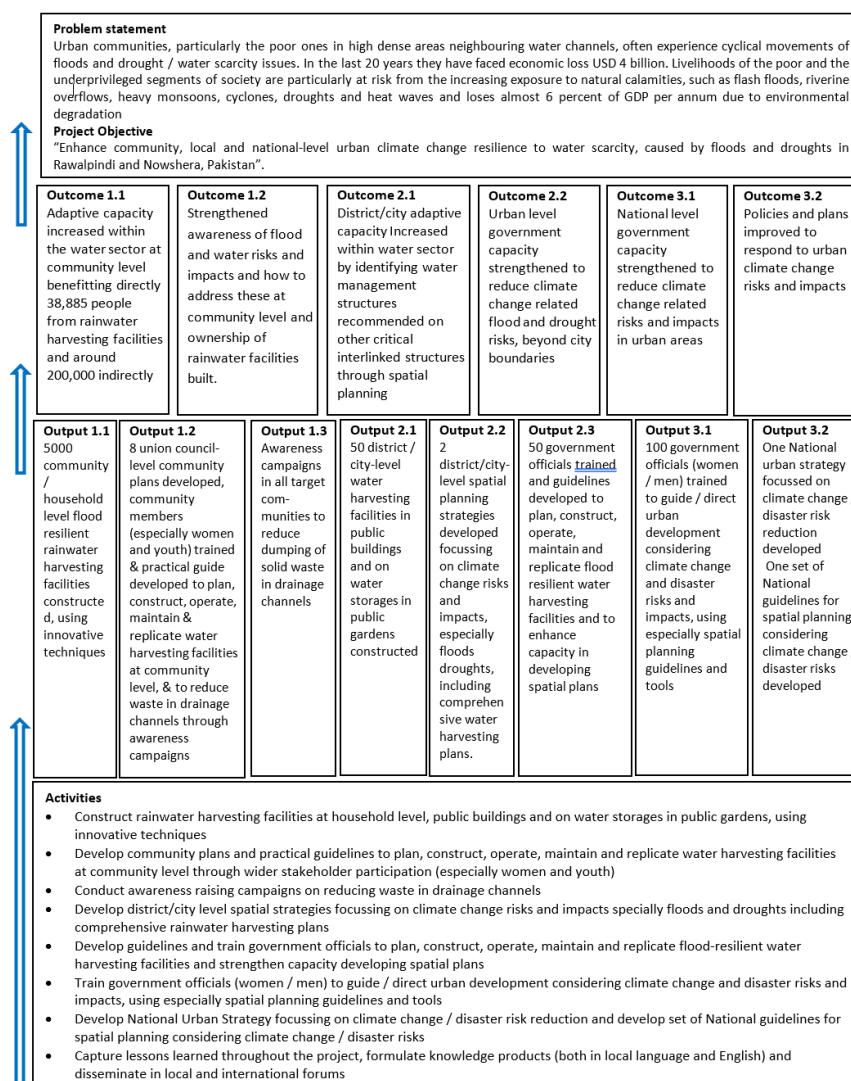 Problem statement
Urban communities, particularly the poor ones in high dense areas neighbouring water channels, often experience cyclical movements of
floods and drought / water scarcity issues. In the last 20 years they have faced economic loss USD 4 billion. Livelihoods of the poor and the
underprivileged segments of society are particularly at risk from the increasing exposure to natural calamities, such as flash floods, riverine
overflows, heavy monsoons, cyclones, droughts and heat waves and loses almost 6 percent of GDP per annum due to environmental
degradation
Project Objective
“Enhance community, local and national-level urban climate change resilience to water scarcity, caused by floods and droughts in
Rawalpindi and Nowshera, Pakistan”.
Outcome 1.1
Adaptive capacity
increased within
the water sector at
community level
benefitting directly
38,885 people
from rainwater
harvesting facilities
and around
200,000 indirectly
Outcome 1.2
Strengthened
awareness of flood
and water risks and
impacts and how to
address these at
community level and
ownership of
rainwater facilities
built.
Outcome 2.1
District/city adaptive
capacity Increased
within water sector
by identifying water
management
structures
recommended on
other critical
interlinked structures
through spatial
planning
Outcome 2.2
Urban level
government
capacity
strengthened to
reduce climate
change related
flood and drought
risks, beyond city
boundaries
Outcome 3.1
National level
government
capacity
strengthened to
reduce climate
change related
risks and impacts
in urban areas
Outcome 3.2
Policies and plans
improved to
respond to urban
climate change
risks and impacts
Output 1.1
5000
community
/
household
level flood
resilient
rainwater
harvesting
facilities
constructe
d, using
innovative
techniques
Output 1.2
8 union council-
level community
plans developed,
community
members
(especially women
and youth) trained
& practical guide
developed to plan,
construct, operate,
maintain &
replicate water
harvesting facilities
at community
level, & to reduce
waste in drainage
channels through
awareness
campaigns
Output 1.3
Awareness
campaigns
in all target
com-
munities to
reduce
dumping of
solid waste
in drainage
channels
Output 2.1
50 district /
city-level
water
harvesting
facilities in
public
buildings
and on
water
storages in
public
gardens
constructed
Output 2.2
2
district/city-
level spatial
planning
strategies
developed
focussing
on climate
change risks
and
impacts,
especially
floods
droughts,
including
comprehen
sive water
harvesting
plans.
Output 2.3
50 government
officials trained
and guidelines
developed to
plan, construct,
operate,
maintain and
replicate flood
resilient water
harvesting
facilities and to
enhance
capacity in
developing
spatial plans
Output 3.1
100 government
officials (women
/ men) trained
to guide / direct
urban
development
considering
climate change
and disaster
risks and
impacts, using
especially spatial
planning
guidelines and
tools
Output 3.2
One National
urban strategy
focussed on
climate change /
disaster risk
reduction
developed
One set of
National
guidelines for
spatial planning
considering
climate change /
disaster risks
developed
Activities
• Construct rainwater harvesting facilities at household level, public buildings and on water storages in public gardens, using
innovative techniques
• Develop community plans and practical guidelines to plan, construct, operate, maintain and replicate water harvesting facilities
at community level through wider stakeholder participation (especially women and youth)
• Conduct awareness raising campaigns on reducing waste in drainage channels
• Develop district/city level spatial strategies focussing on climate change risks and impacts specially floods and droughts including
comprehensive rainwater harvesting plans
• Develop guidelines and train government officials to plan, construct, operate, maintain and replicate flood-resilient water
harvesting facilities and strengthen capacity developing spatial plans
• Train government officials (women / men) to guide / direct urban development considering climate change and disaster risks and
impacts, using especially spatial planning guidelines and tools
• Develop National Urban Strategy focussing on climate change / disaster risk reduction and develop set of National guidelines for
spatial planning considering climate change / disaster risks
• Capture lessons learned throughout the project, formulate knowledge products (both in local language and English) and
disseminate in local and international forums